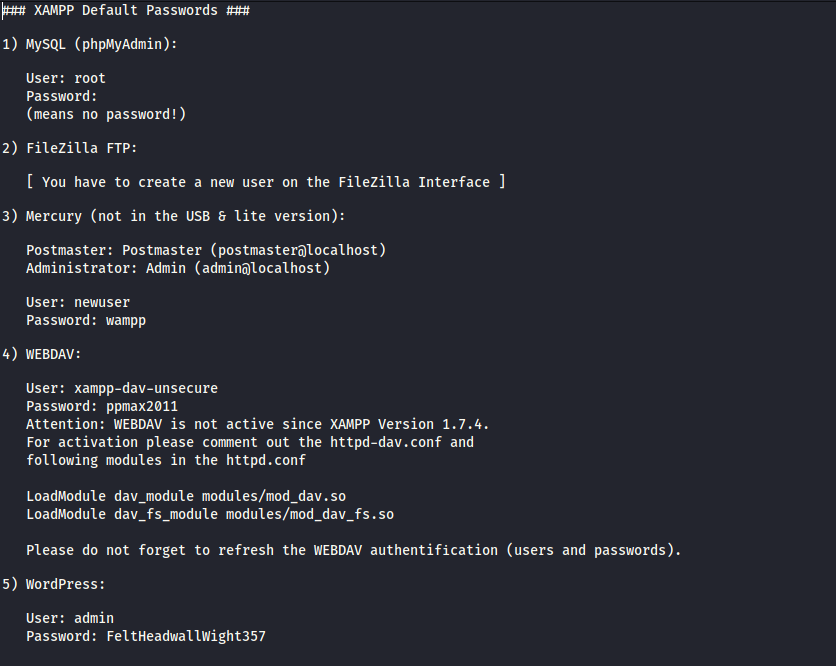 ### XAMPP Default Passwords ###
1) MySQL (phpMyAdmin):
User: root
Password:
(means no password!)
2) FileZilla FTP:
[ You have to create a new user on the FileZilla Interface ]
3) Mercury (not in the USB & lite version):
Postmaster: Postmaster (postmaster@localhost)
Administrator: Admin (admin@localhost)
User: newuser
Password: wampp
4) WEBDAV:
User: xampp-dav-unsecure
Password: ppmax2011
Attention: WEBDAV is not active since XAMPP Version 1.7.4.
For activation please comment out the httpd-dav.conf and
following modules in the httpd.conf
LoadModule dav_module modules/mod_dav.so
LoadModule dav_fs_module modules/mod_dav_fs.so
Please do not forget to refresh the WEBDAV authentification (users and passwords).
5) WordPress:
User: admin
Password: FeltHeadwallWight357